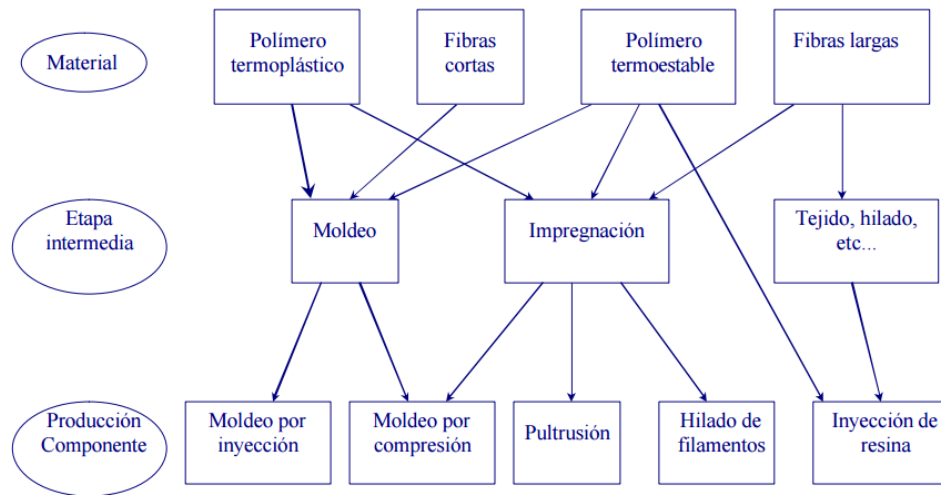 Material
Polímero
termoplástico
Fibras
cortas
Polímero
termoestable
Fibras largas
Etapa
intermedia
Moldeo
Impregnación
Tejido, hilado,
etc...
Producción
Componente
Moldeo por
inyección
Moldeo por
compresión
Pultrusión
Hilado de
filamentos
Inyección de
resina